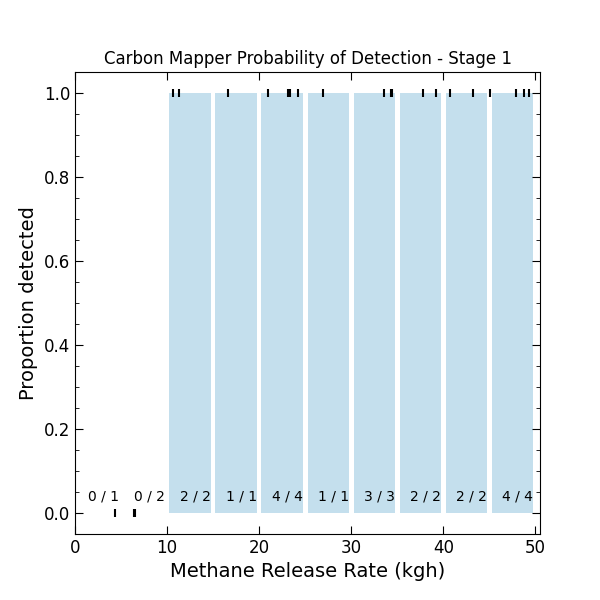 Carbon Mapper Probability of Detection - Stage 1
Proportion detected
1.0
0.8
0.6
0.4
0.2
0.0
0 / 1 0 / 2 2 / 2 1 / 1 4 / 4 1 / 1 3 / 3 2 / 2 2 / 2 4 / 4
0 10 20 30 40 50
Methane Release Rate (kgh)